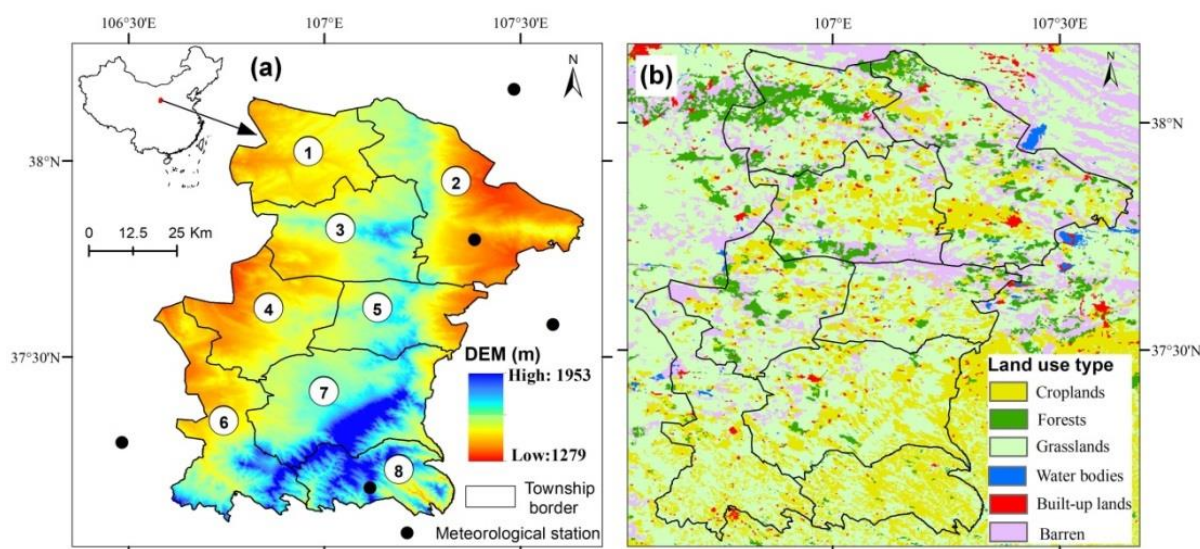 106°30'E 107°E 107°30'E
(a)
N
1
2
3
4
5
6
7
8
38°N
37°30'N
0 12.5 25 Km
DEM (m)
High: 1953
Low:1279
Township
border
Meteorological station
107°E 107°30'E
(b)
N
38°N
37°30'N
Land use type
Croplands
Forests
Grasslands
Water bodies
Built-up lands
Barren